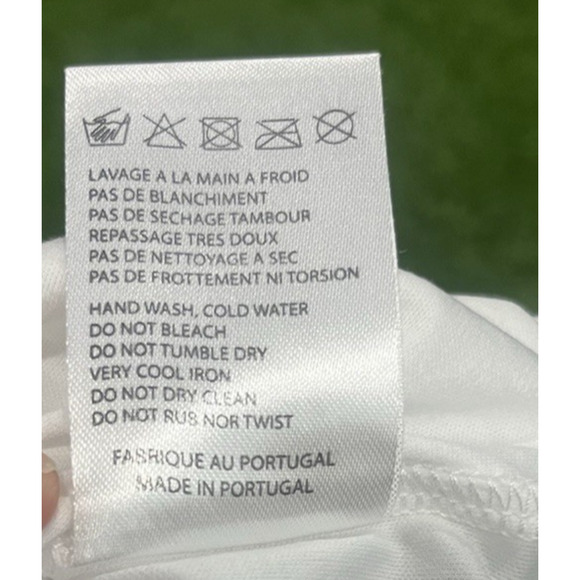 LAVAGE A LA MAIN A FROID
PAS DE BLANCHIMENT
PAS DE SECHAGE TAMBOUR
REPASSAGE TRES DOUX
PAS DE NETTOYAGE A SEC
PAS DE FROTTEMENT NI TORSION
HAND WASH, COLD WATER
DO NOT BLEACH
DO NOT TUMBLE DRY
VERY COOL IRON
DO NOT DRY CLEAN
DO NOT RUB NOR TWIST
FABRIQUE AU PORTUGAL
MADE IN PORTUGAL